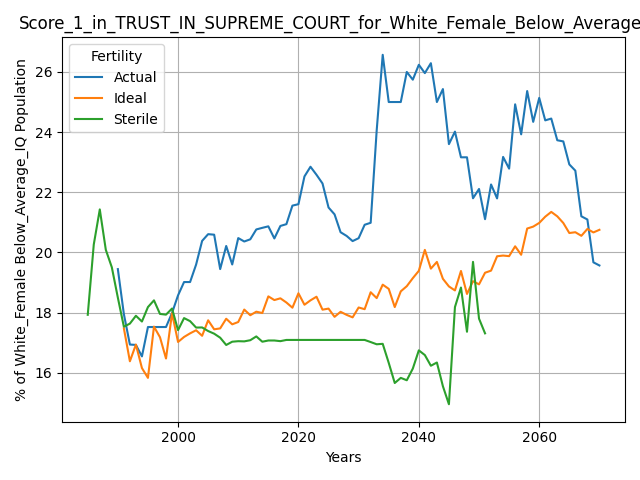 Score_1_in_TRUST_IN_SUPREME_COURT_for_White_Female_Below_Average
Fertility
Actual
Ideal
Sterile
% of White_Female Below_Average_IQ Population
26
24
22
20
18
16
2000
2020
2040
2060
Years